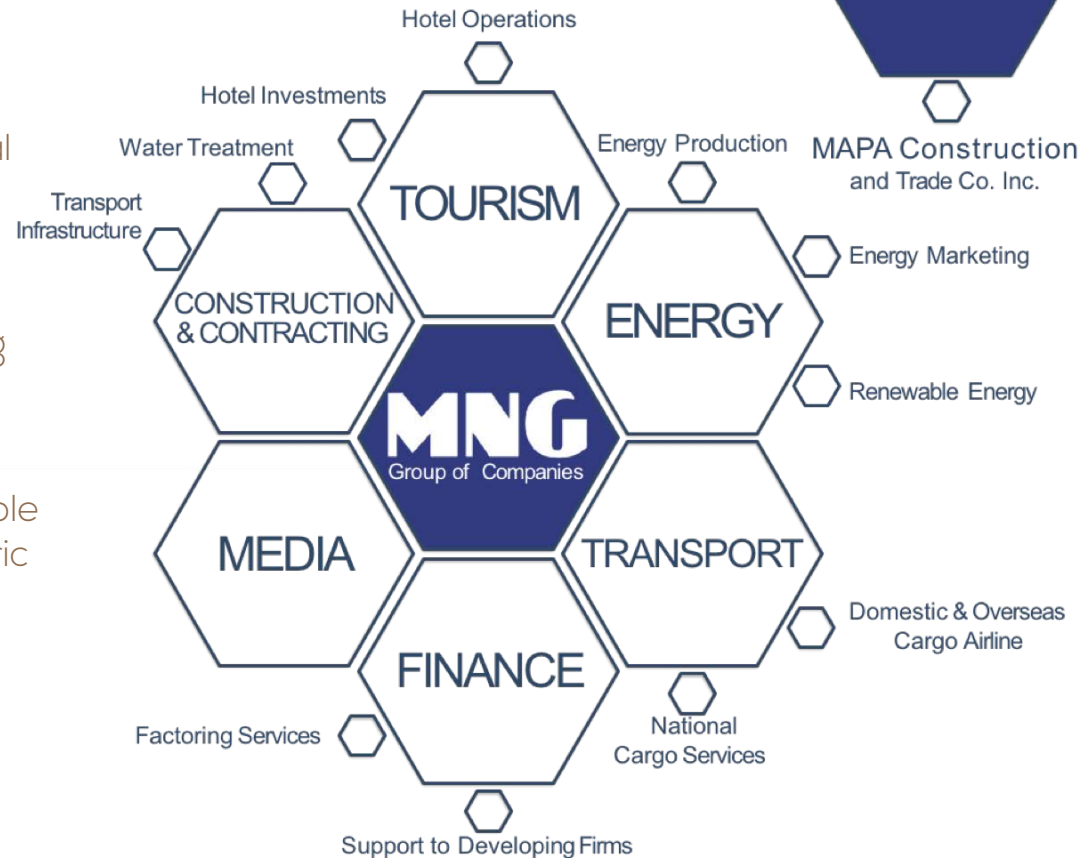 Hotel Operations
Hotel Investments
Water Treatment
Energy Production
MAPA Construction
and Trade Co. Inc.
Transport
Infrastructure
TOURISM
Energy Marketing
CONSTRUCTION
& CONTRACTING
ENERGY
Renewable Energy
MNG
Group of Companies
MEDIA
TRANSPORT
Domestic & Overseas
Cargo Airline
FINANCE
National
Cargo Services
Factoring Services
Support to Developing Firms